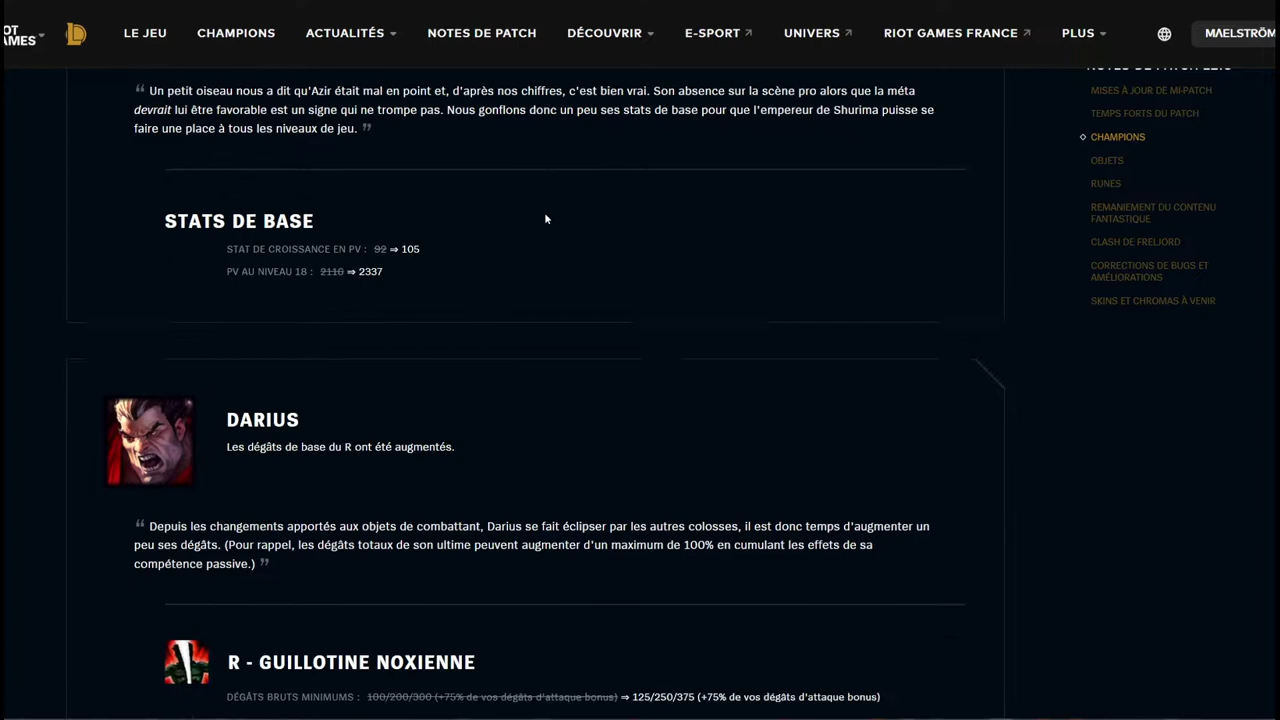 LE JEU CHAMPIONS ACTUALITÉS NOTES DE PATCH DÉCOUVRIR E-SPORT UNIVERS RIOT GAMES FRANCE PLUS
“ Un petit oiseau nous a dit qu'Azir était mal en point et, d'après nos chiffres, c'est bien vrai. Son absence sur la scène pro alors que la méta
devrait lui être favorable est un signe qui ne trompe pas. Nous gonflons donc un peu ses stats de base pour que l'empereur de Shurima puisse se
faire une place à tous les niveaux de jeu. ”
STATS DE BASE
STAT DE CROISSANCE EN PV : 92 ⇒ 105
PV AU NIVEAU 18 : 2116 ⇒ 2337
DARIUS
Les dégâts de base du R ont été augmentés.
“ Depuis les changements apportés aux objets de combattant, Darius se fait éclipser par les autres colosses, il est donc temps d'augmenter un
peu ses dégâts. (Pour rappel, les dégâts totaux de son ultime peuvent augmenter d'un maximum de 100% en cumulant les effets de sa
compétence passive.) ”
R - GUILLOTINE NOXIENNE
DÉGÂTS BRUTS MINIMUMS : 100/200/300 (+75% de vos dégâts d'attaque bonus) ⇒ 125/250/375 (+75% de vos dégâts d'attaque bonus)
MISES À JOUR DE MI-PATCH
TEMPS FORTS DU PATCH
CHAMPIONS
OBJETS
RUNES
REMANIEMENT DU CONTENU
FANTASTIQUE
CLASH DE FRELJORD
CORRECTIONS DE BUGS ET
AMÉLIORATIONS
SKINS ET CHROMAS À VENIR